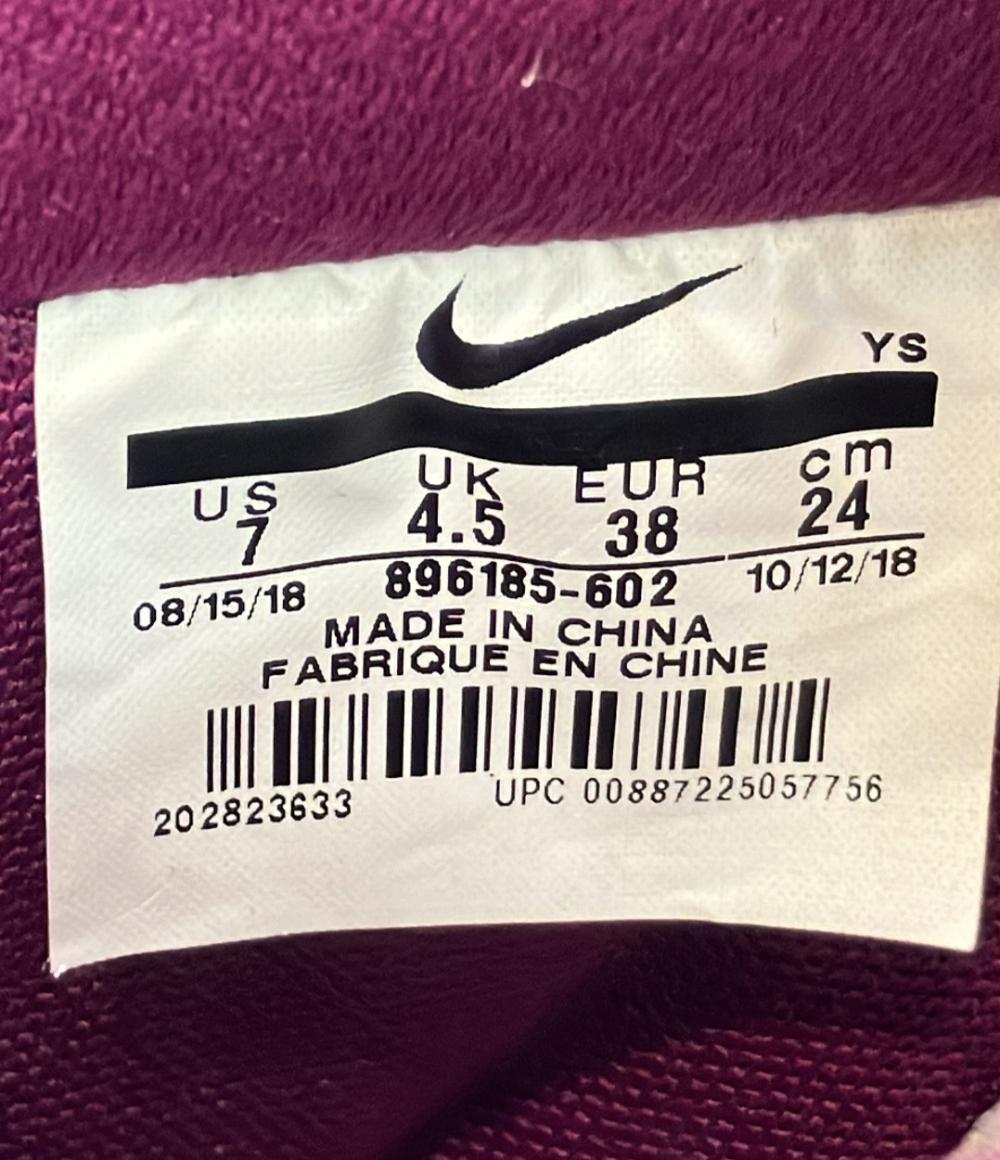 YS
US UK EUR cm
7 4.5 38 24
08/15/18 896185-602 10/12/18
MADE IN CHINA
FABRIQUE EN CHINE
202823633 UPC 00887225057756